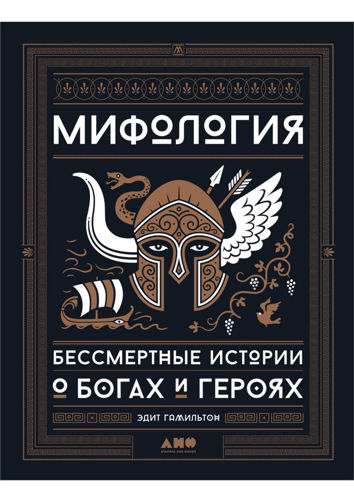 МИФОЛОГИЯ
БЕССМЕРТНЫЕ ИСТОРИИ
О БОГАХ И ГЕРОЯХ
ЭДИТ ГАМИЛЬТОН
АНФ